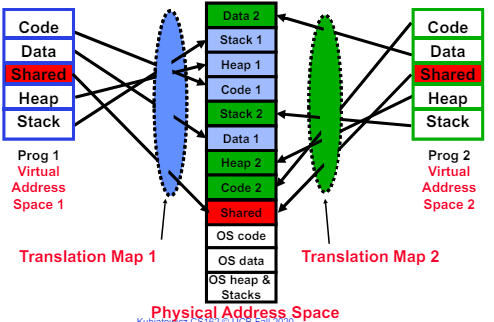 Code
Data
Shared
Heap
Stack
Prog 1
Virtual
Address
Space 1
Translation Map 1
Data 2
Stack 1
Heap 1
Code 1
Stack 2
Data 1
Heap 2
Code 2
Shared
OS code
OS data
OS heap &
Stacks
Code
Data
Shared
Heap
Stack
Prog 2
Virtual
Address
Space 2
Translation Map 2
Physical Address Space
Kubiatowicz CS162 © UCB Fall 2020